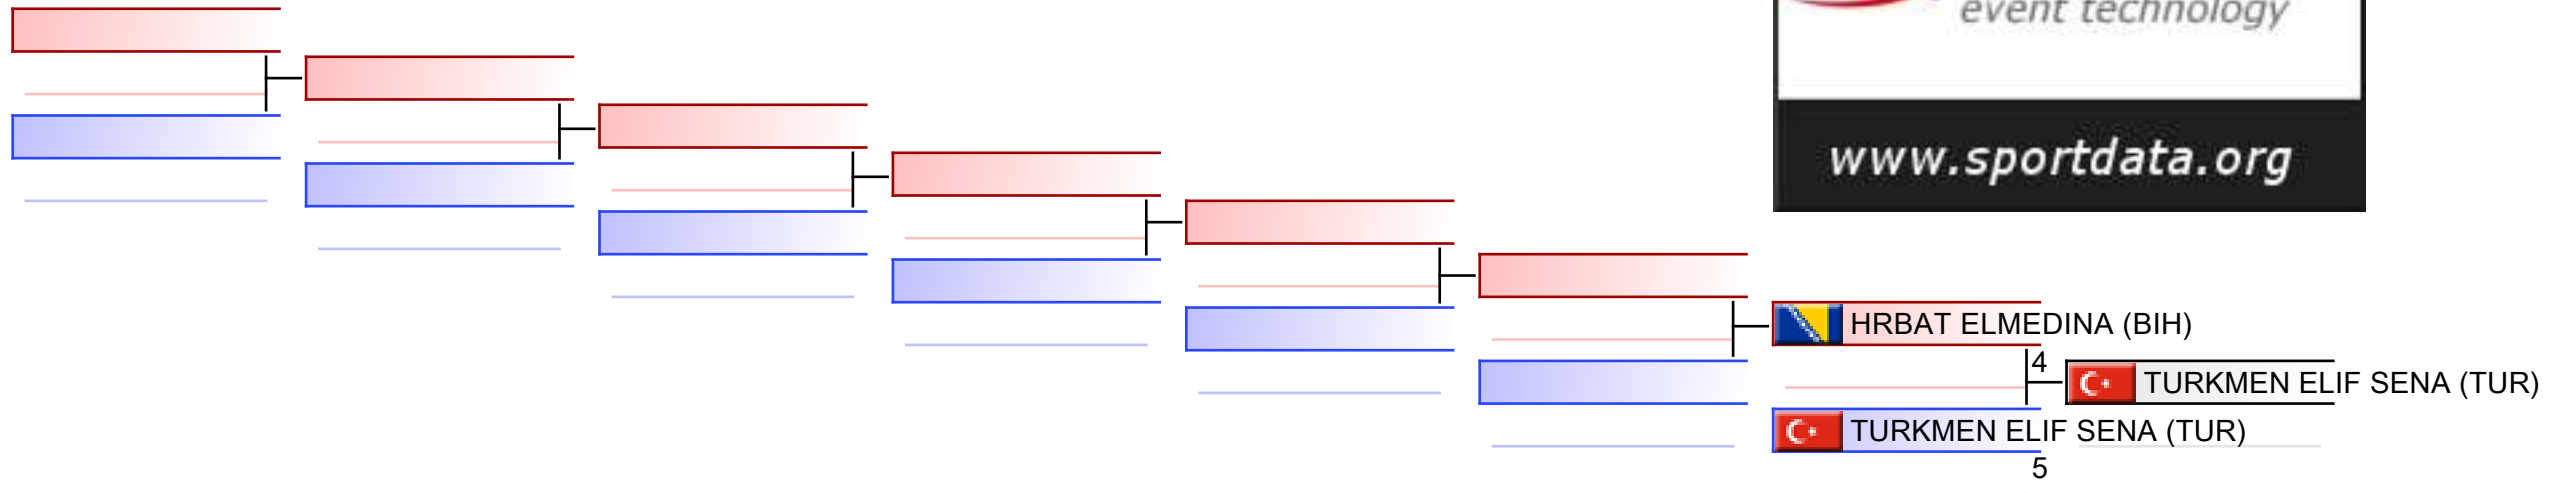 event technology
www.sportdata.org
HRBAT ELMEDINA (BIH)
4
TURKMEN ELIF SENA (TUR)
TURKMEN ELIF SENA (TUR)
5